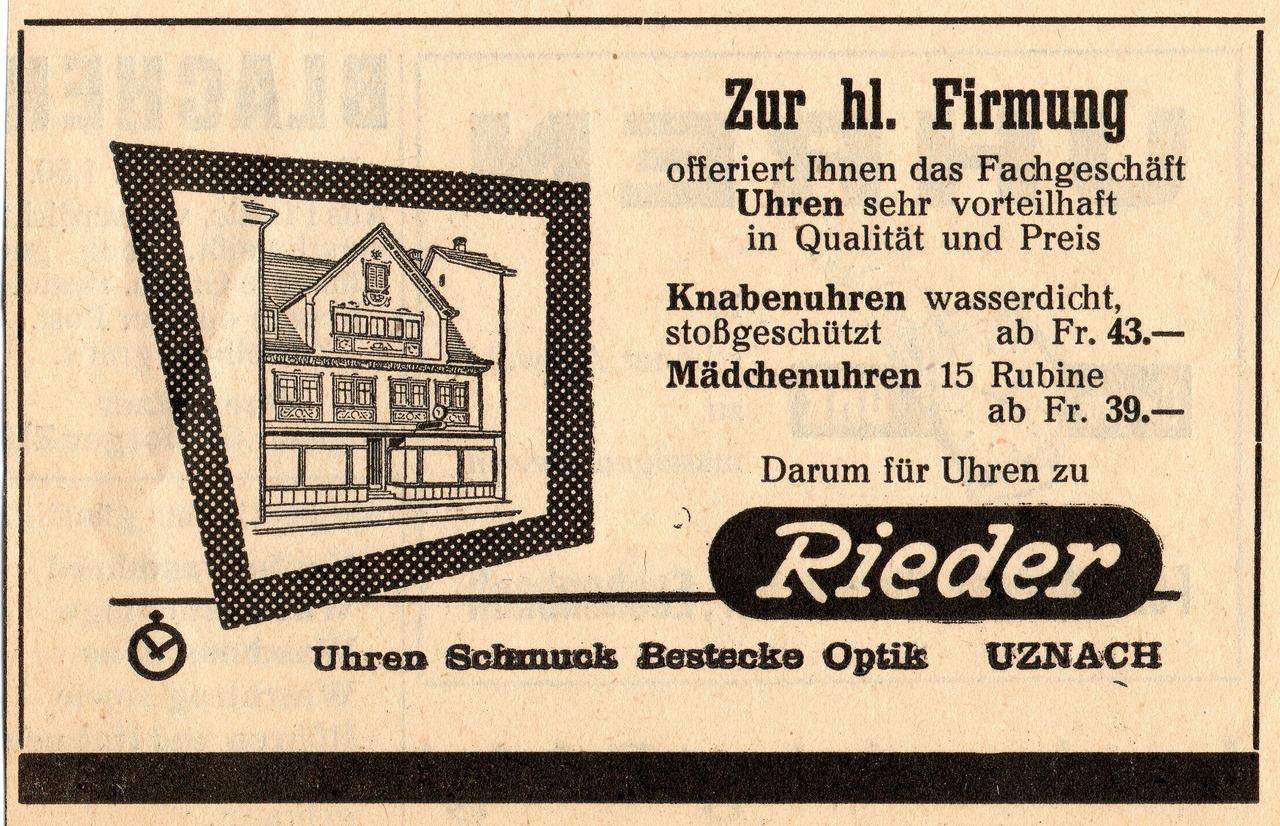 Zur hl. Firmung
offeriert Ihnen das Fachgeschäft
Uhren sehr vorteilhaft
in Qualität und Preis
Knabenuhren wasserdicht,
stoßgeschützt ab Fr. 43.—
Mädchenuhren 15 Rubine
ab Fr. 39.—
Darum für Uhren zu
Rieder
Uhren Schmuck Bestecke Optik UZNACH